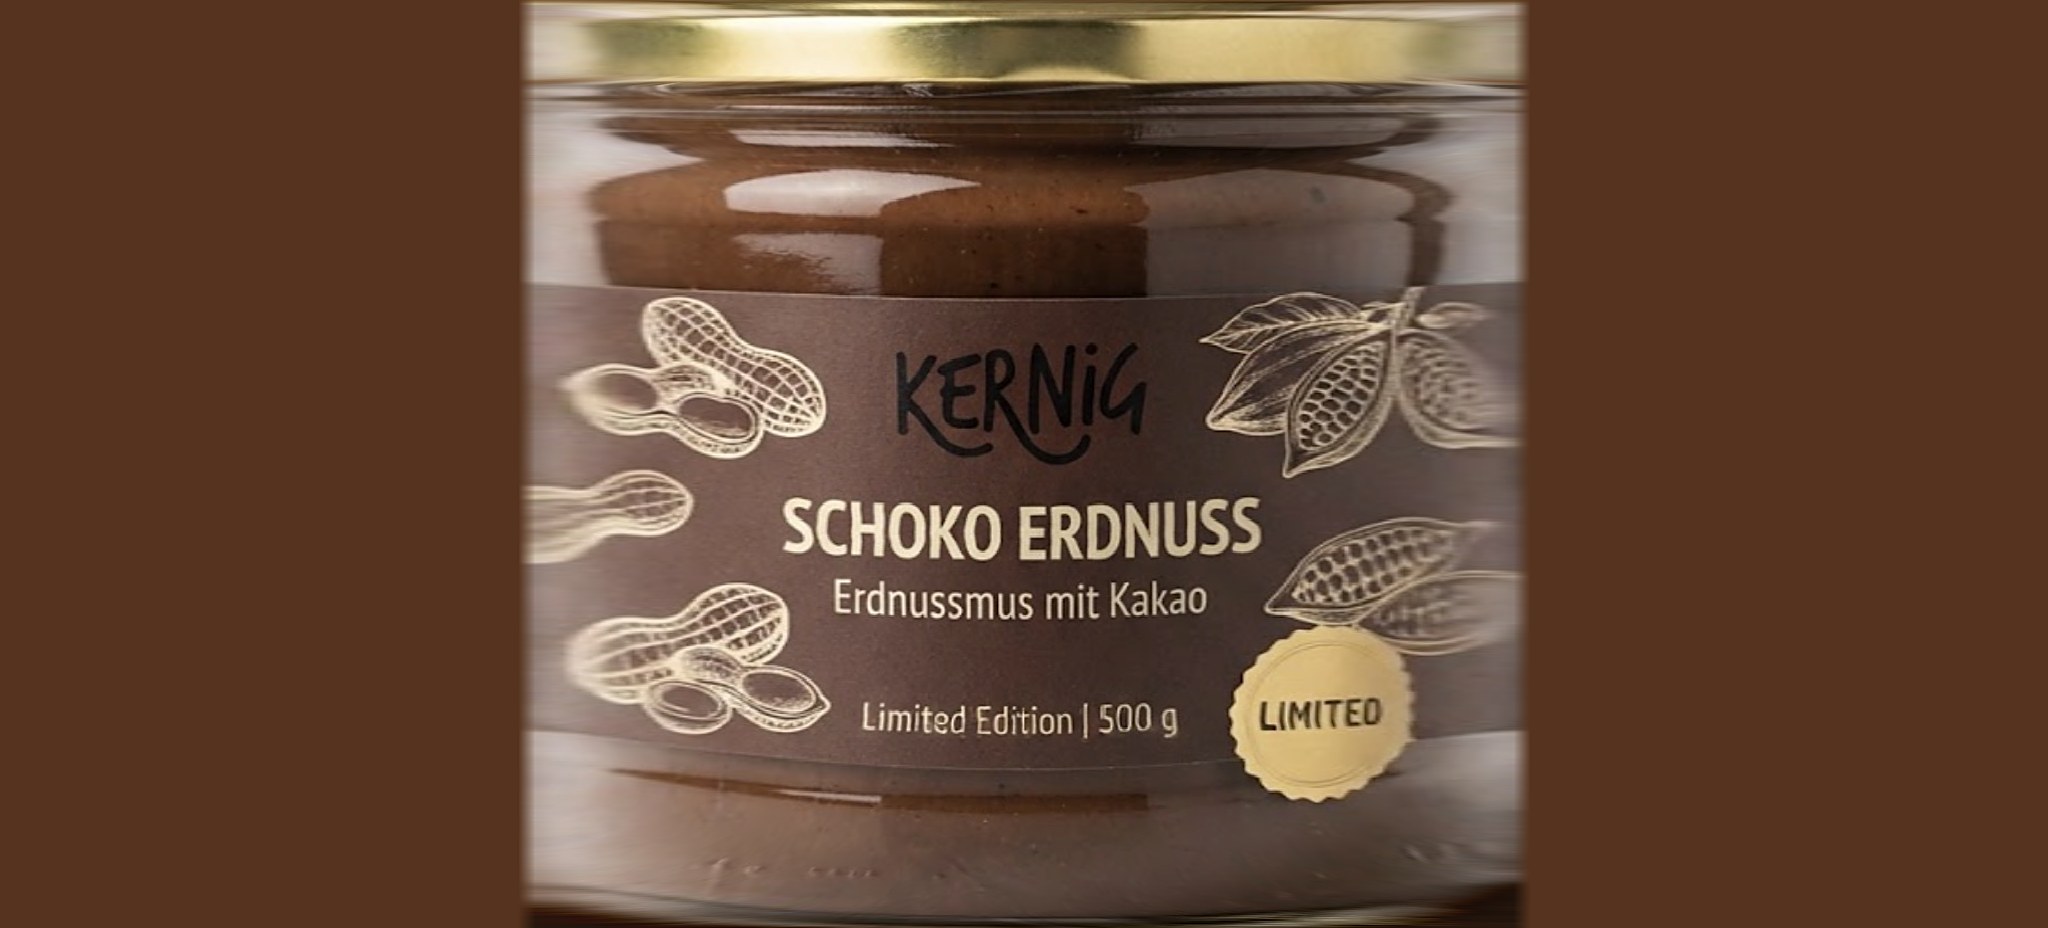 KERNiG
SCHOKO ERDNUSS
Erdnussmus mit Kakao
Limited Edition | 500 g
LIMITED